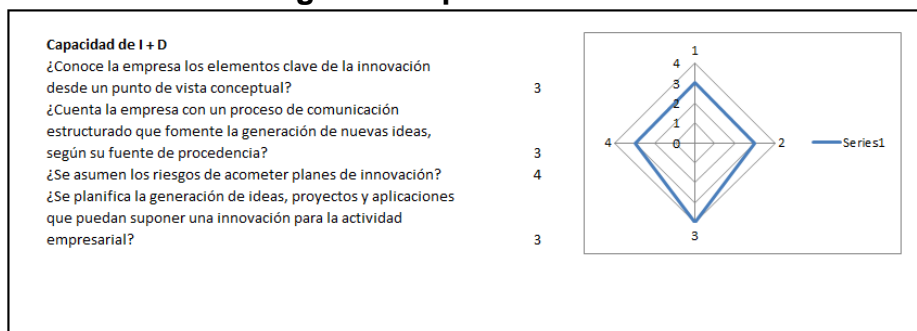 Capacidad de I + D
¿Conoce la empresa los elementos clave de la innovación
desde un punto de vista conceptual? 3
¿Cuenta la empresa con un proceso de comunicación
estructurado que fomente la generación de nuevas ideas,
según su fuente de procedencia? 3
¿Se asumen los riesgos de acometer planes de innovación? 4
¿Se planifica la generación de ideas, proyectos y aplicaciones
que puedan suponer una innovación para la actividad
empresarial? 3
1
4
3
2
1
0
4
2
Series1
3